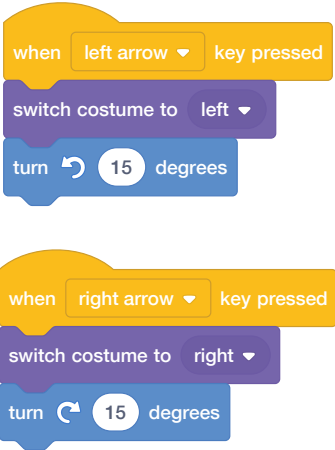 when left arrow key pressed
switch costume to left
turn 15 degrees
when right arrow key pressed
switch costume to right
turn 15 degrees